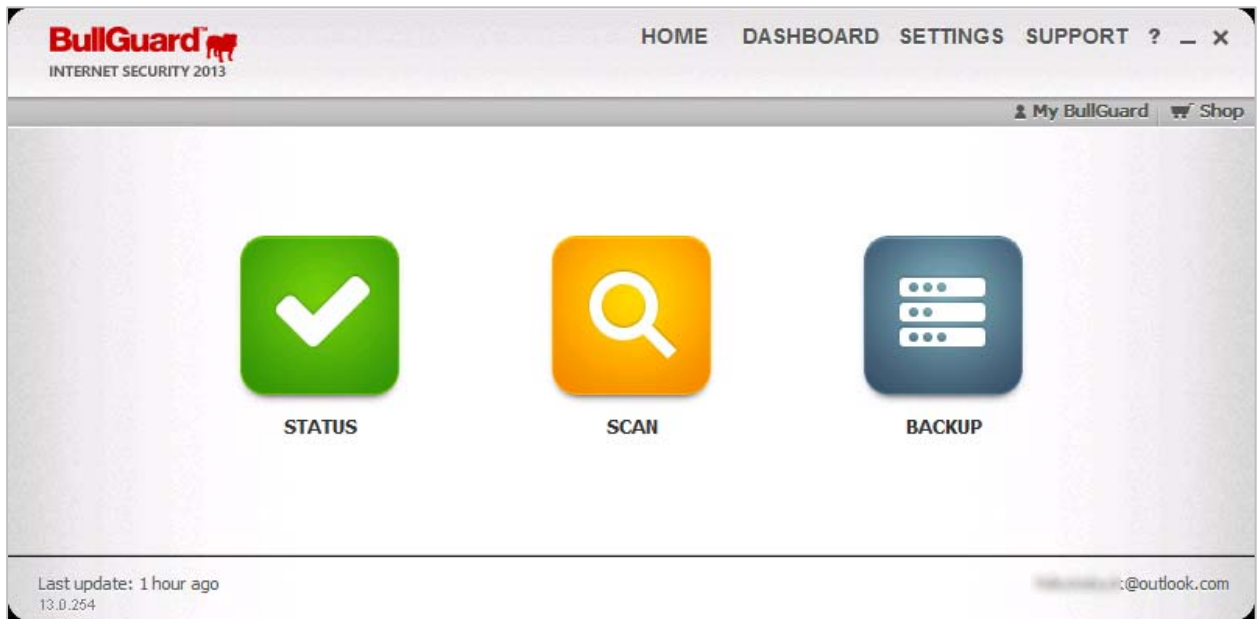 BullGuard™
INTERNET SECURITY 2013
HOME DASHBOARD SETTINGS SUPPORT ?
My BullGuard Shop
STATUS SCAN BACKUP
Last update: 1 hour ago
:@outlook.com
13.0.254